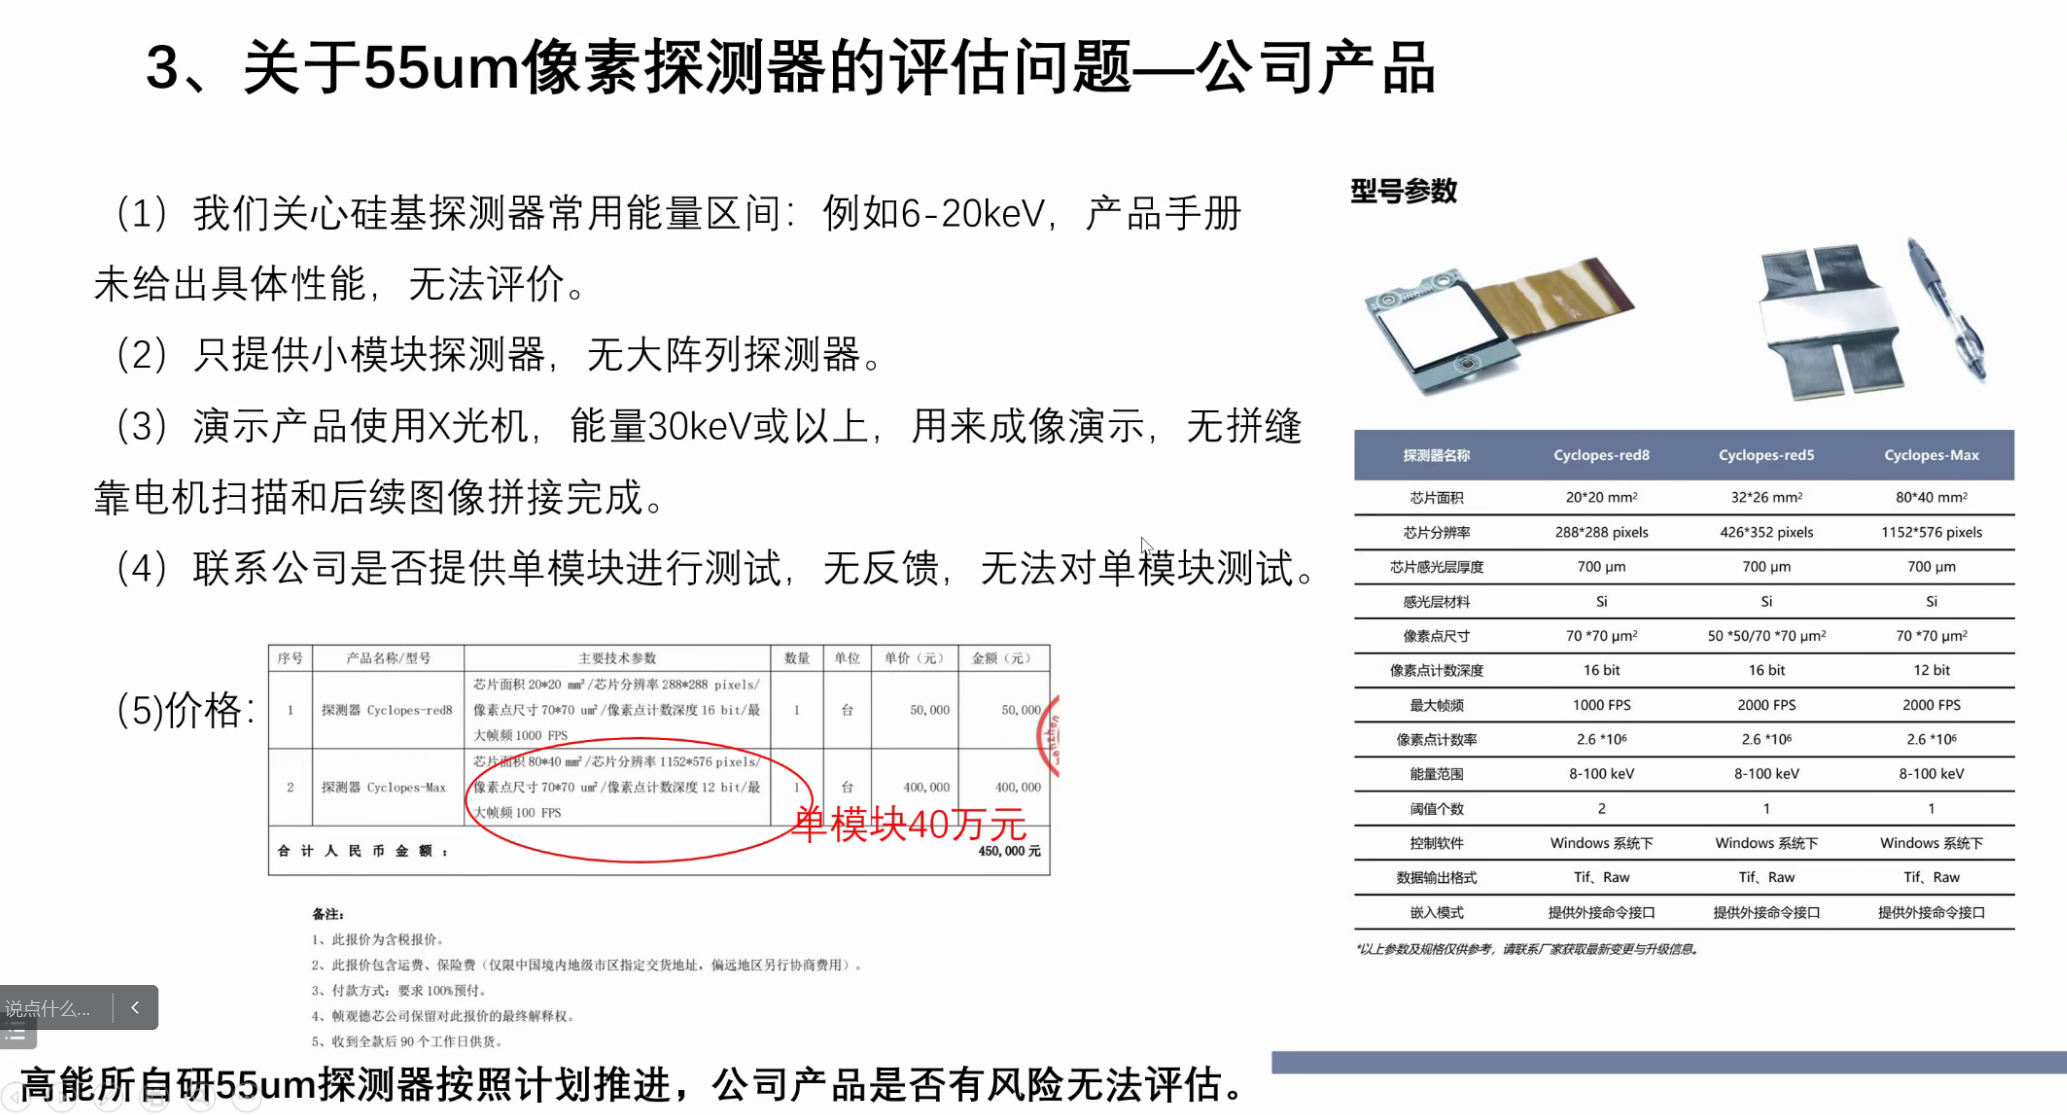 3、关于55um像素探测器的评估问题—公司产品
（1）我们关心硅基探测器常用能量区间：例如6-20keV，产品手册
未给出具体性能，无法评价。
（2）只提供小模块探测器，无大阵列探测器。
（3）演示产品使用X光机，能量30keV或以上，用来成像演示，无拼缝
靠电机扫描和后续图像拼接完成。
（4）联系公司是否提供单模块进行测试，无反馈，无法对单模块测试。
（5)价格：
序号 产品名称/型号 主要技术参数 数量 单位 单价（元） 金额（元）
1 探测器 Cyclopes-red8 芯片面积 20*20 mm²/芯片分辨率 288*288 pixels/ 1 台 50,000 50,000
像素点尺寸 70*70 um²/像素点计数深度 16 bit/最
大帧频 1000 FPS
2 探测器 Cyclopes-Max 芯片面积 80*40 mm²/芯片分辨率 1152*576 pixels/ 1 台 400,000 400,000
像素点尺寸 70*70 um²/像素点计数深度 12 bit/最
大帧频 100 FPS
单模块40万元
合计人民币金额： 450,000 元
备注：
1、此报价为含税报价。
2、此报价包含运费、保险费（仅限中国境内地级市区指定交货地址，偏远地区另行协商费用）。
3、付款方式：要求 100%预付。
4、帧观德芯公司保留对此报价的最终解释权。
5、收到全款后 90 个工作日供货。
型号参数
探测器名称 Cyclopes-red8 Cyclopes-red5 Cyclopes-Max
芯片面积 20*20 mm² 32*26 mm² 80*40 mm²
芯片分辨率 288*288 pixels 426*352 pixels 1152*576 pixels
芯片感光层厚度 700 μm 700 μm 700 μm
感光层材料 Si Si Si
像素点尺寸 70 *70 μm² 50 *50/70 *70 μm² 70 *70 μm²
像素点计数深度 16 bit 16 bit 12 bit
最大帧频 1000 FPS 2000 FPS 2000 FPS
像素点计数率 2.6 *10⁶ 2.6 *10⁶ 2.6 *10⁶
能量范围 8-100 keV 8-100 keV 8-100 keV
阈值个数 2 1 1
控制软件 Windows 系统下 Windows 系统下 Windows 系统下
数据输出格式 Tif、Raw Tif、Raw Tif、Raw
嵌入模式 提供外接命令接口 提供外接命令接口 提供外接命令接口
*以上参数及规格仅供参考，请联系厂家获取最新变更与升级信息。
说点什么...
高能所自研55um探测器按照计划推进，公司产品是否有风险无法评估。